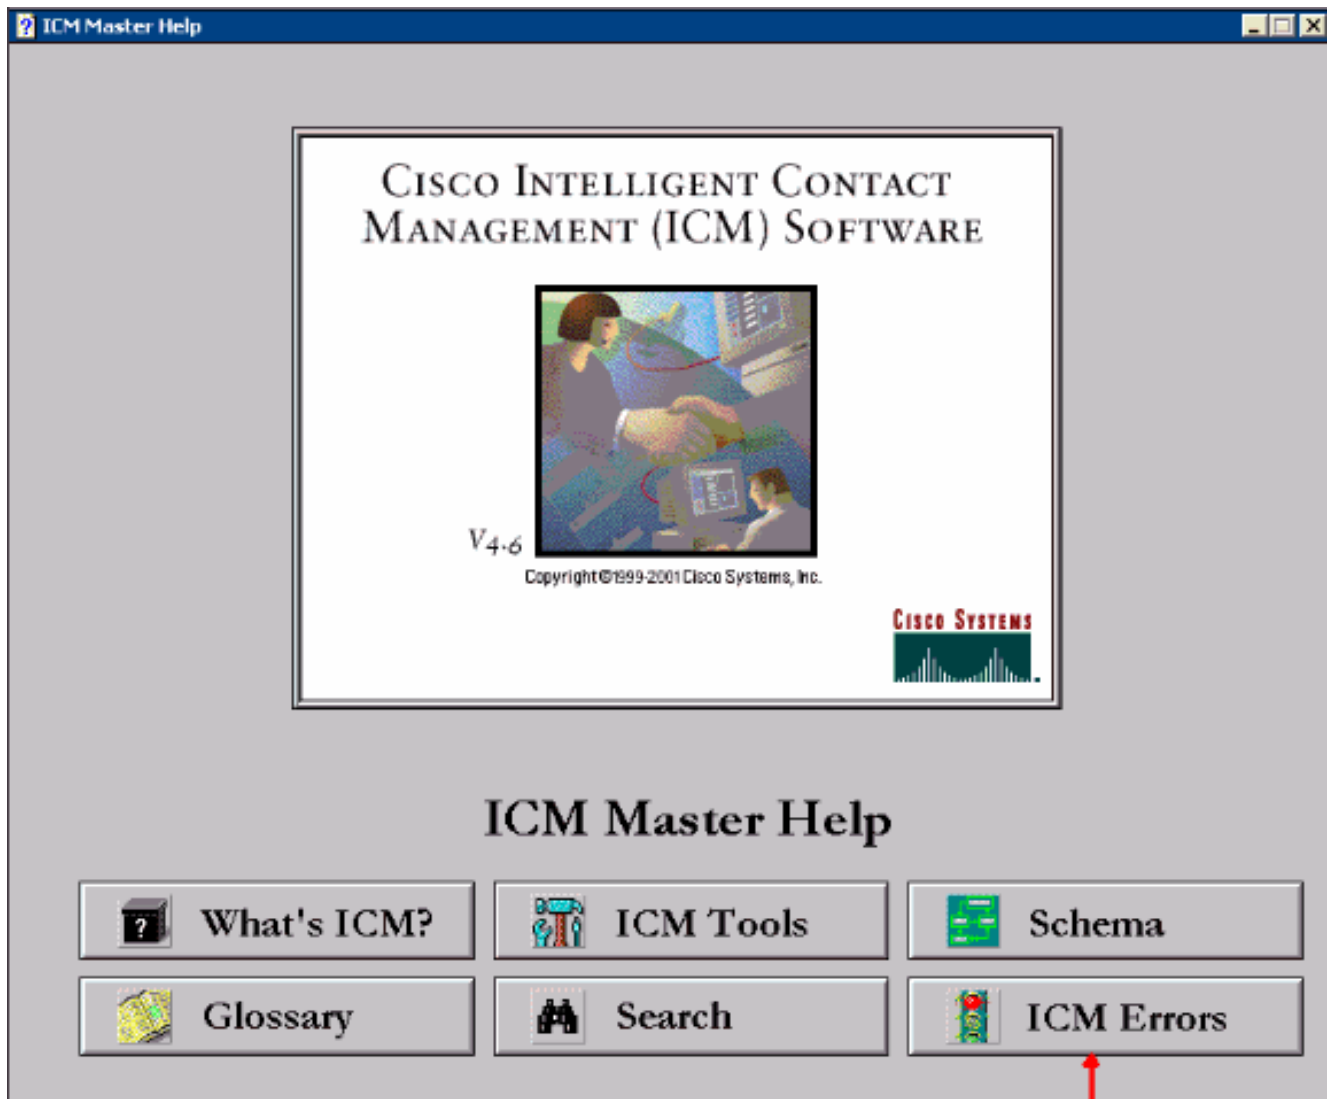 ICM Master Help
CISCO INTELLIGENT CONTACT
MANAGEMENT (ICM) SOFTWARE
V4.6
Copyright ©1999-2001 Cisco Systems, Inc.
CISCO SYSTEMS
ICM Master Help
? What's ICM?
ICM Tools
Schema
Glossary
Search
ICM Errors